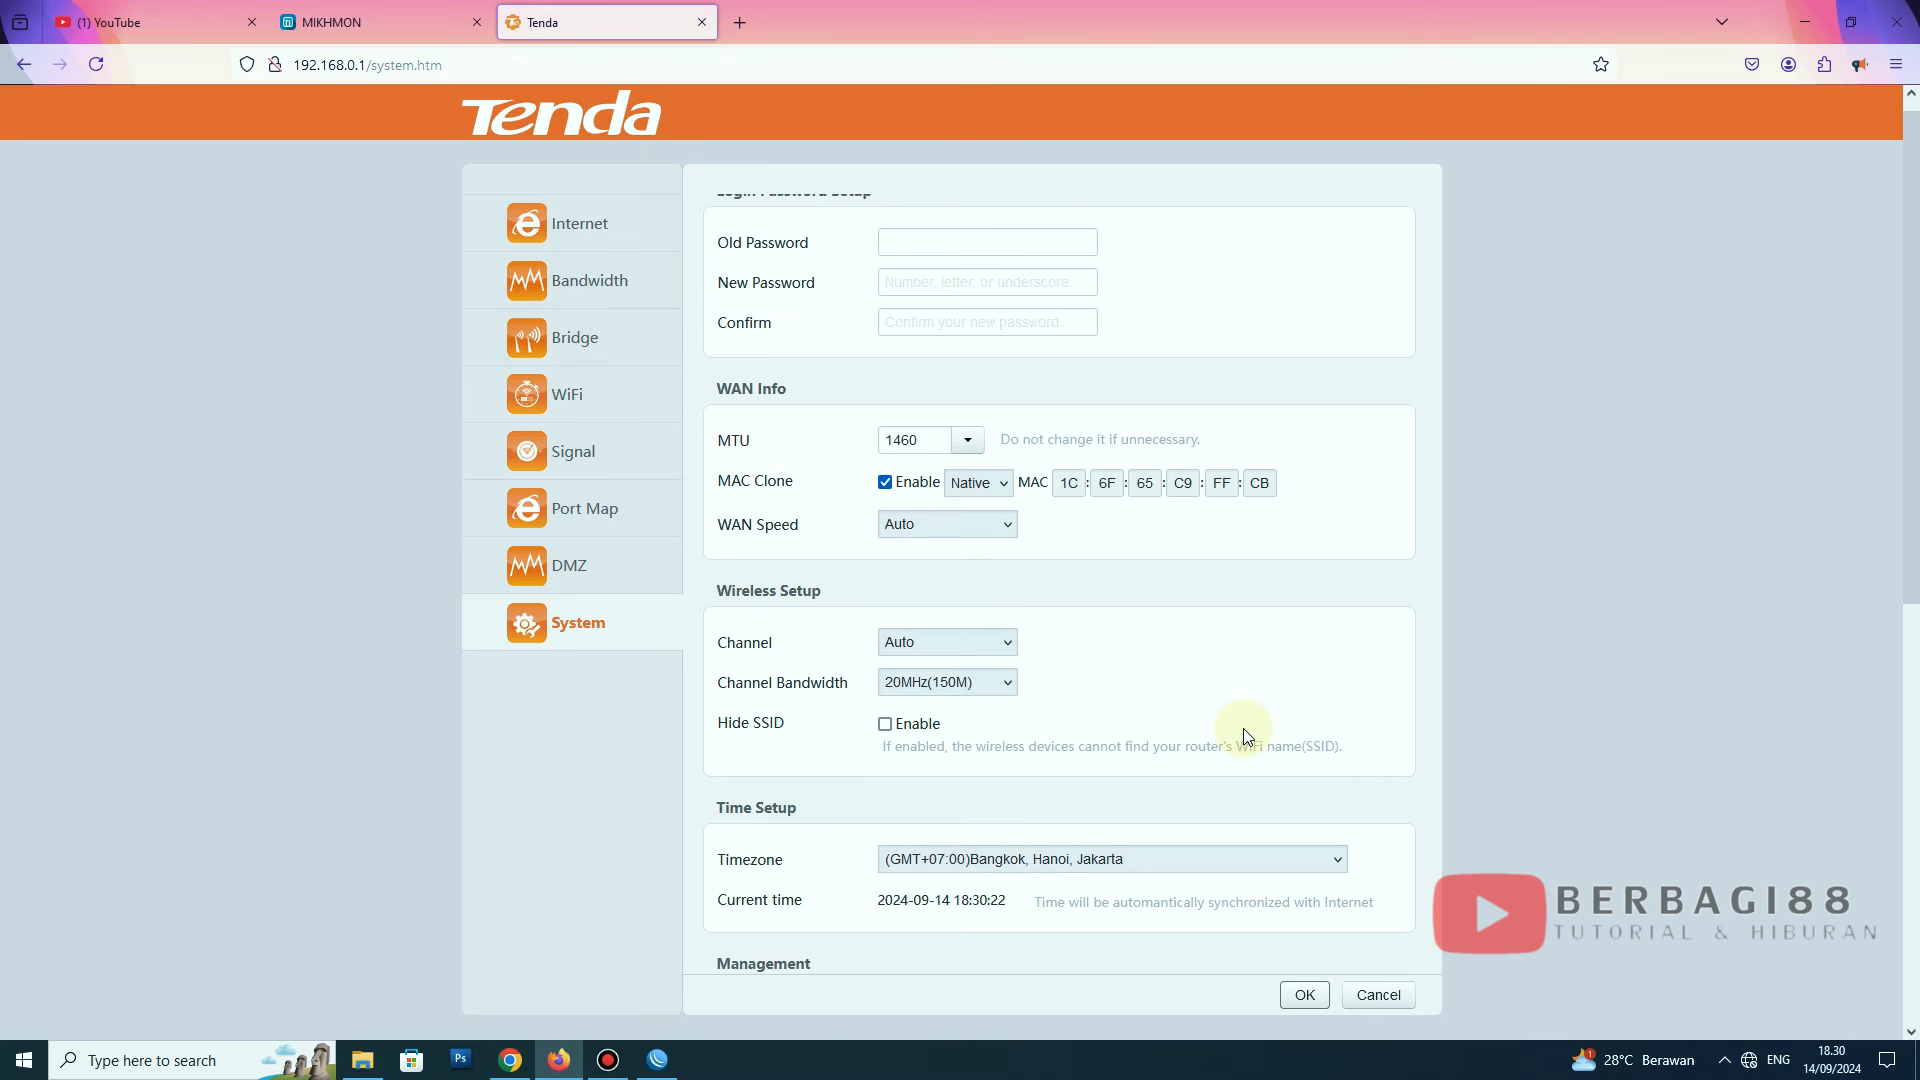 (1) YouTube
MIKHMON
Tenda
192.168.0.1/system.htm
Tenda
Internet
Bandwidth
Bridge
WiFi
Signal
Port Map
DMZ
System
Login Password Setup
Old Password
New Password Number, letter, or underscore.
Confirm Confirm your new password.
WAN Info
MTU 1460 Do not change it if unnecessary.
MAC Clone Enable Native MAC 1C : 6F : 65 : C9 : FF : CB
WAN Speed Auto
Wireless Setup
Channel Auto
Channel Bandwidth 20MHz(150M)
Hide SSID Enable
If enabled, the wireless devices cannot find your router's WiFi name(SSID).
Time Setup
Timezone (GMT+07:00)Bangkok, Hanoi, Jakarta
Current time 2024-09-14 18:30:22 Time will be automantically synchronized with Internet
Management
OK Cancel
BERBAGI88
TUTORIAL & HIBURAN
Type here to search
Ps
1
28°C Berawan
ENG
18.30
14/09/2024